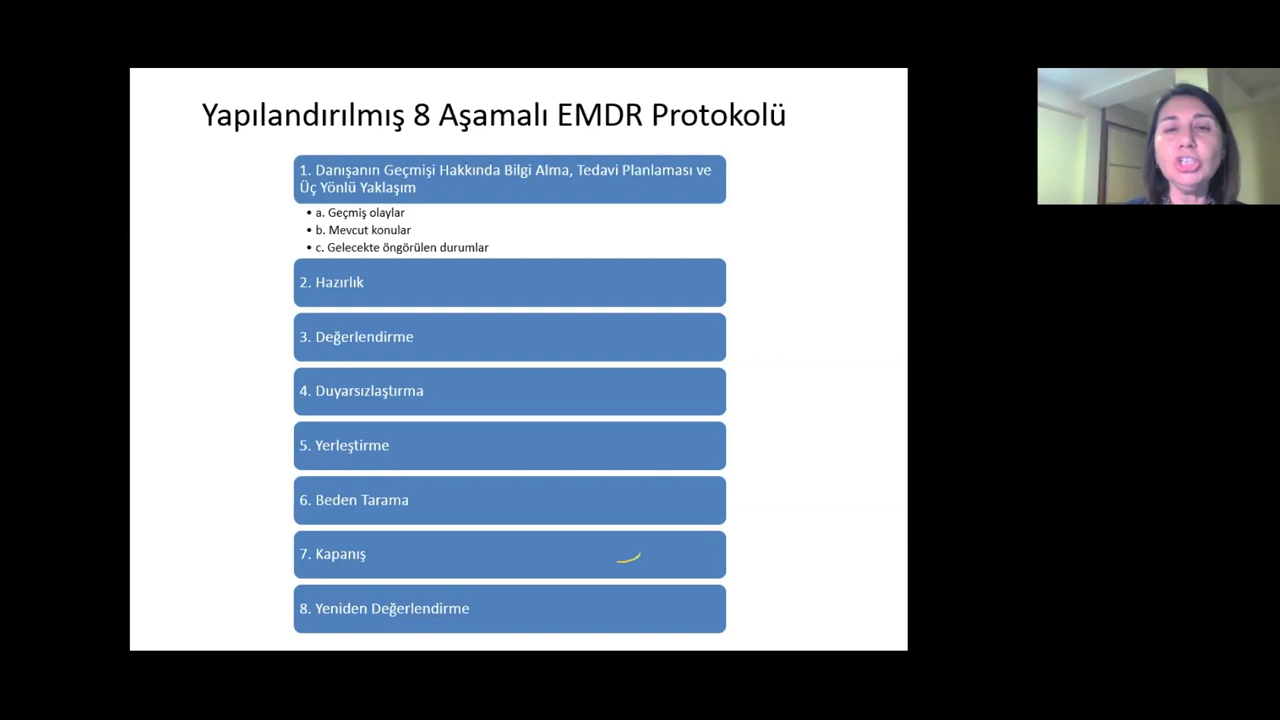 Yapılandırılmış 8 Aşamalı EMDR Protokolü
1. Danışanın Geçmişi Hakkında Bilgi Alma, Tedavi Planlaması ve
Üç Yönlü Yaklaşım
• a. Geçmiş olaylar
• b. Mevcut konular
• c. Gelecekte öngörülen durumlar
2. Hazırlık
3. Değerlendirme
4. Duyarsızlaştırma
5. Yerleştirme
6. Beden Tarama
7. Kapanış
8. Yeniden Değerlendirme